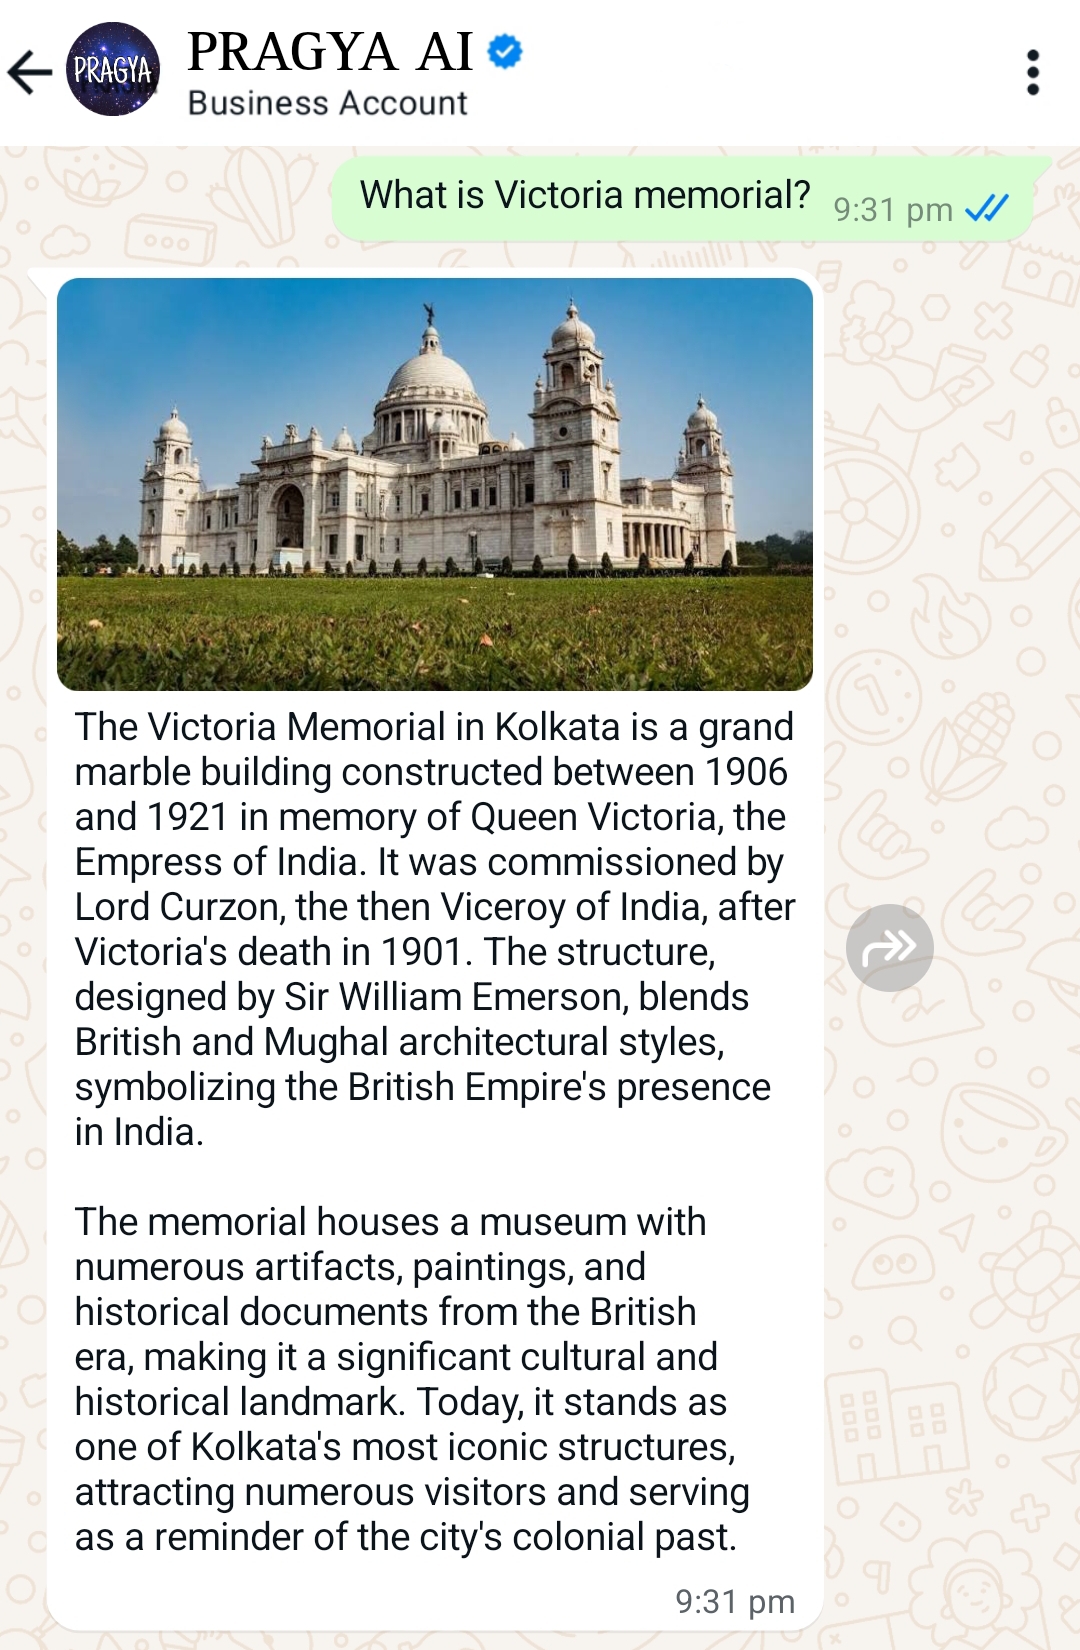 PRAGYA
PRAGYA AI
Business Account
What is Victoria memorial? 9:31 pm
The Victoria Memorial in Kolkata is a grand
marble building constructed between 1906
and 1921 in memory of Queen Victoria, the
Empress of India. It was commissioned by
Lord Curzon, the then Viceroy of India, after
Victoria's death in 1901. The structure,
designed by Sir William Emerson, blends
British and Mughal architectural styles,
symbolizing the British Empire's presence
in India.
The memorial houses a museum with
numerous artifacts, paintings, and
historical documents from the British
era, making it a significant cultural and
historical landmark. Today, it stands as
one of Kolkata's most iconic structures,
attracting numerous visitors and serving
as a reminder of the city's colonial past.
9:31 pm